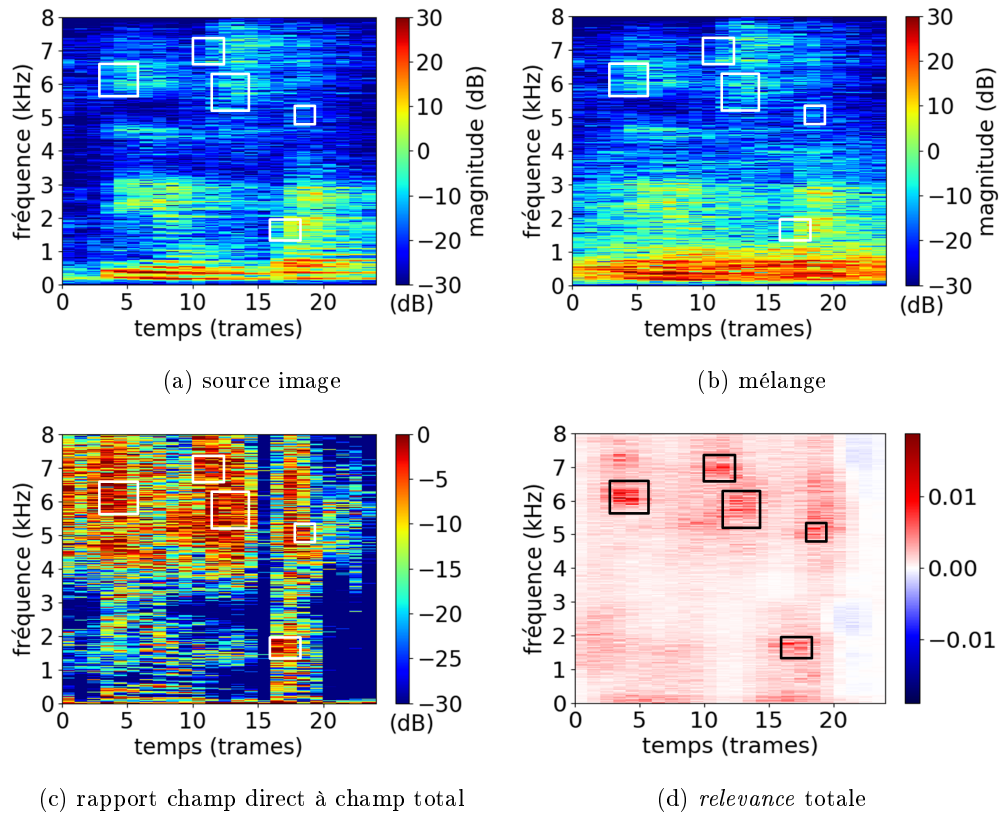 8
7
6
5
4
3
2
1
0
fréquence (kHz)
0 5 10 15 20
temps (trames)
30
20
10
0
−10
−20
−30
(dB)
magnitude (dB)
(a) source image
8
7
6
5
4
3
2
1
0
fréquence (kHz)
0 5 10 15 20
temps (trames)
30
20
10
0
−10
−20
−30
(dB)
magnitude (dB)
(b) mélange
8
7
6
5
4
3
2
1
0
fréquence (kHz)
0 5 10 15 20
temps (trames)
0
−5
−10
−15
−20
−25
−30
(dB)
(c) rapport champ direct à champ total
8
7
6
5
4
3
2
1
0
fréquence (kHz)
0 5 10 15 20
temps (trames)
0.01
0.00
−0.01
(d) relevance totale